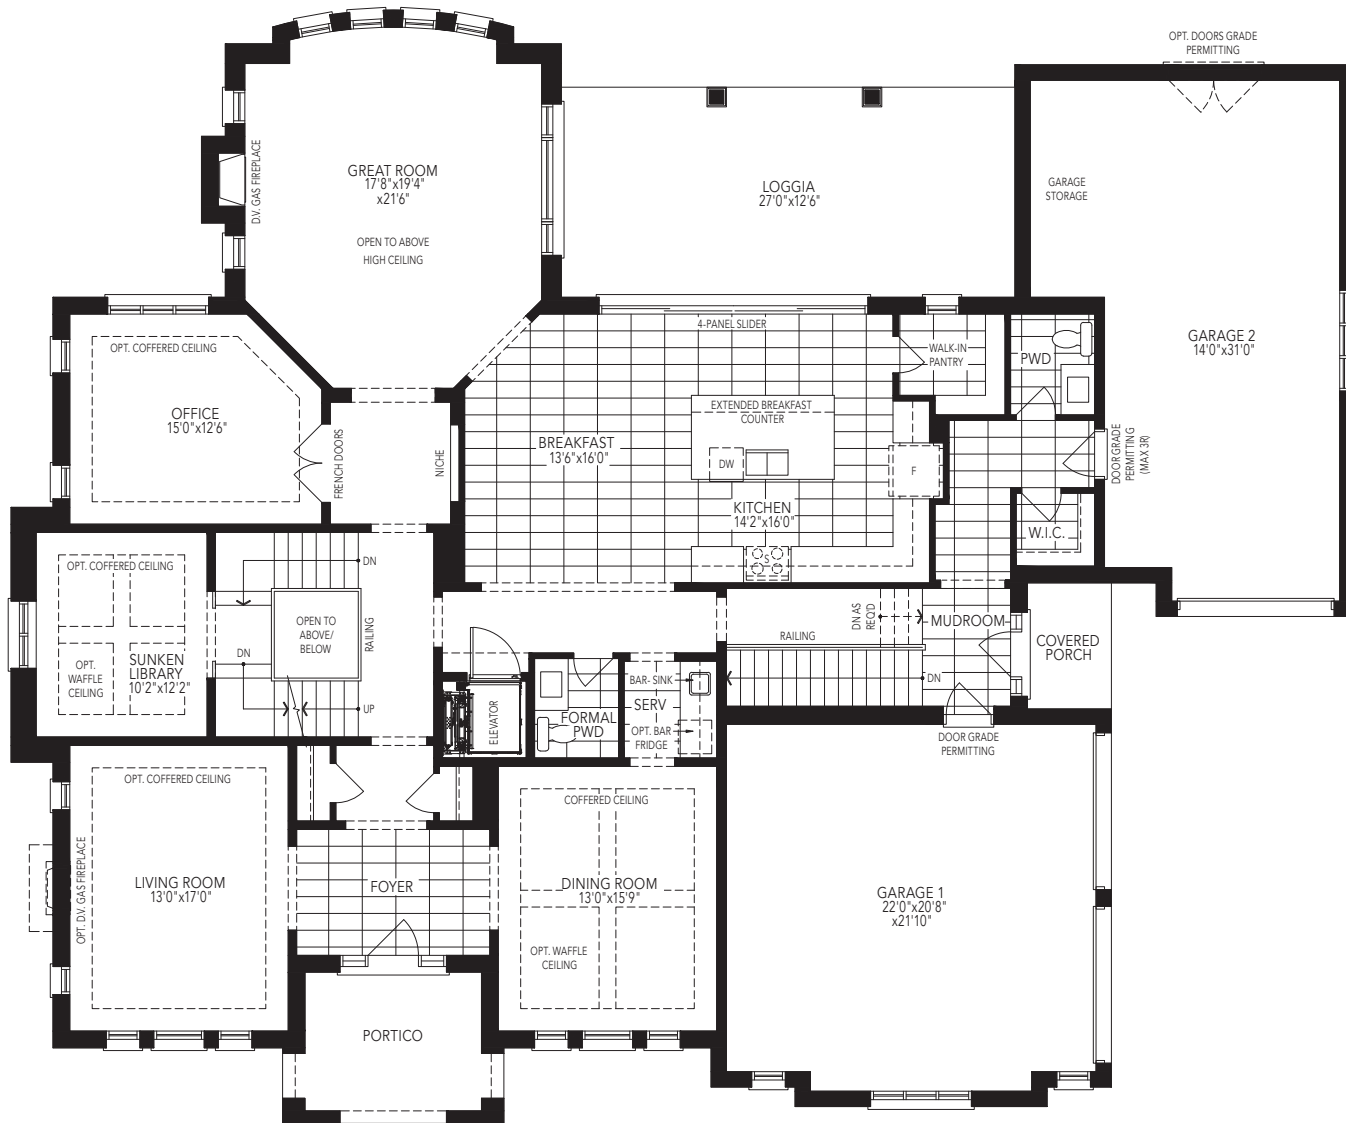 OPT. DOORS GRADE
PERMITTING
GREAT ROOM
17'8"x19'4"
x21'6"
D.V. GAS FIREPLACE
OPEN TO ABOVE
HIGH CEILING
LOGGIA
27'0"x12'6"
GARAGE
STORAGE
GARAGE 2
14'0"x31'0"
4-PANEL SLIDER
WALK-IN
PANTRY
PWD
OPT. COFFERED CEILING
OFFICE
15'0"x12'6"
FRENCH DOORS
NICHE
BREAKFAST
13'6"x16'0"
EXTENDED BREAKFAST
COUNTER
DW
F
KITCHEN
14'2"x16'0"
S
DOOR GRADE
PERMITTING
(MAX 3R)
W.I.C.
OPT. COFFERED CEILING
OPT.
WAFFLE
CEILING
SUNKEN
LIBRARY
10'2"x12'2"
DN
DN
UP
OPEN TO
ABOVE/
BELOW
RAILING
RAILING
DN AS
REQ'D
DN
MUDROOM
COVERED
PORCH
ELEVATOR
FORMAL
PWD
BAR- SINK
SERV
OPT. BAR
FRIDGE
DOOR GRADE
PERMITTING
OPT. COFFERED CEILING
OPT. D.V. GAS FIREPLACE
LIVING ROOM
13'0"x17'0"
FOYER
COFFERED CEILING
DINING ROOM
13'0"x15'9"
OPT. WAFFLE
CEILING
GARAGE 1
22'0"x20'8"
x21'10"
PORTICO